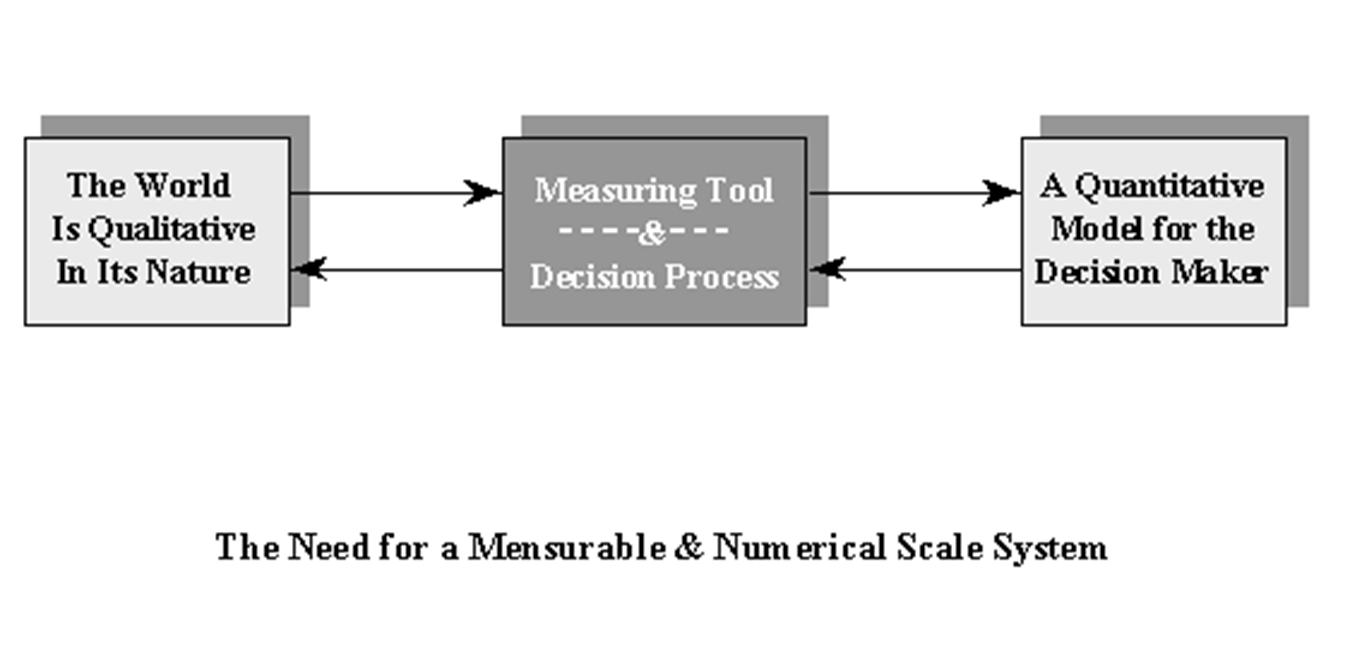 The World
Is Qualitative
In Its Nature
Measuring Tool
----&---
Decision Process
A Quantitative
Model for the
Decision Maker
The Need for a Mensurable & Numerical Scale System